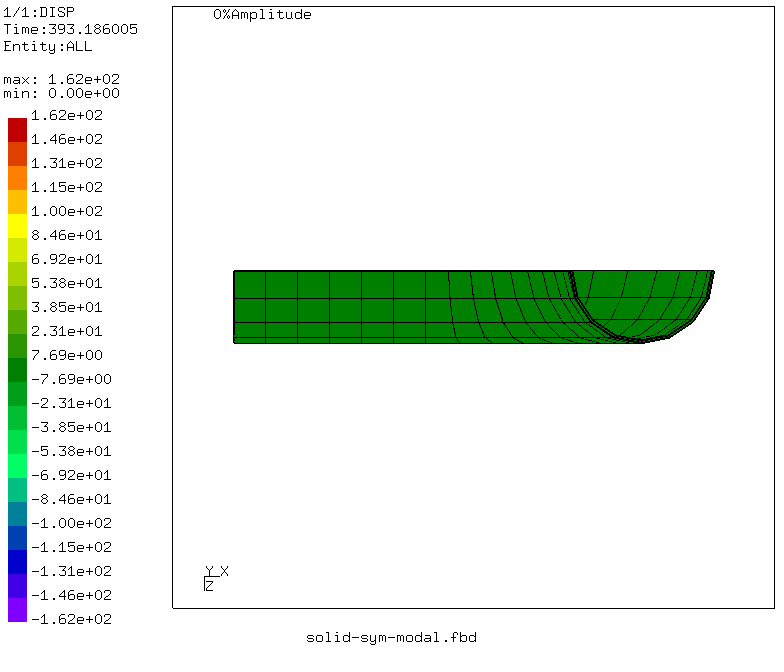 1/1:DISP
Time:393.186005
Entity:ALL
max: 1.62e+02
min: 0.00e+00
1.62e+02
1.46e+02
1.31e+02
1.15e+02
1.00e+02
8.46e+01
6.92e+01
5.38e+01
3.85e+01
2.31e+01
7.69e+00
-7.69e+00
-2.31e+01
-3.85e+01
-5.38e+01
-6.92e+01
-8.46e+01
-1.00e+02
-1.15e+02
-1.31e+02
-1.46e+02
-1.62e+02
0%Amplitude
Y X
Z
solid-sym-modal.fbd